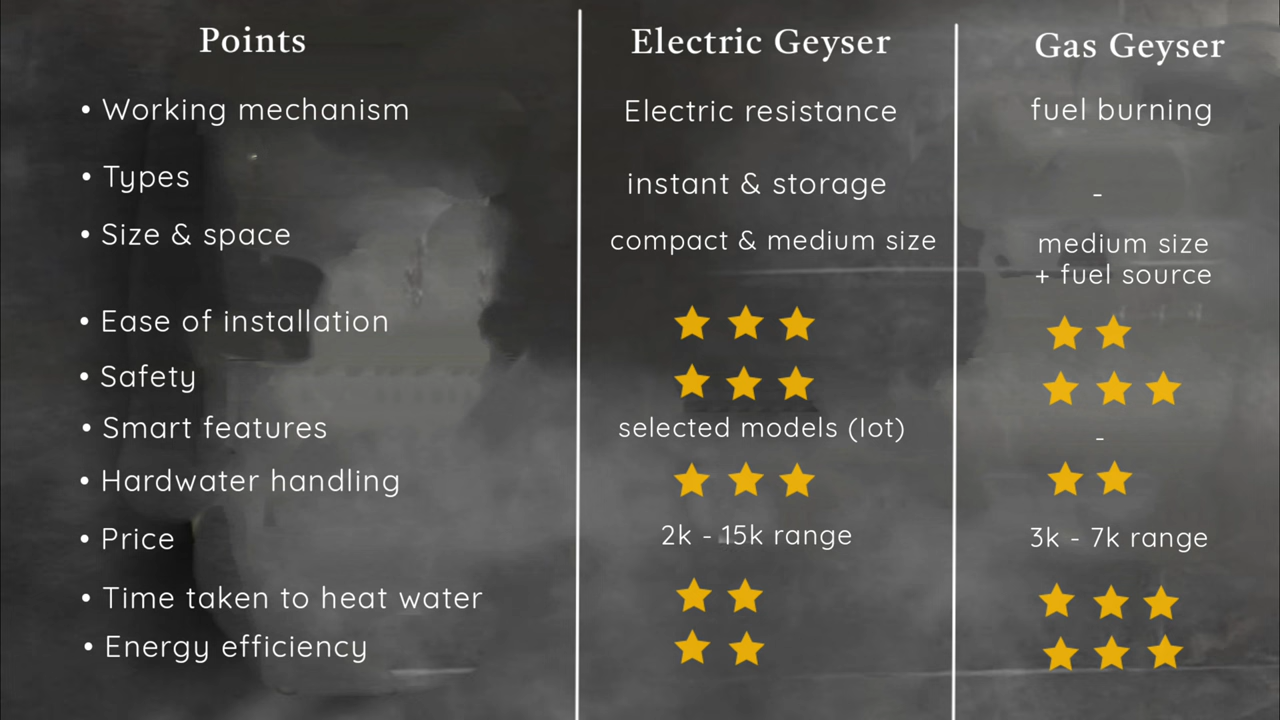 Points Electric Geyser Gas Geyser
• Working mechanism Electric resistance fuel burning
• Types instant & storage -
• Size & space compact & medium size medium size
+ fuel source
• Ease of installation
• Safety
• Smart features selected models (Iot) -
• Hardwater handling
• Price 2k - 15k range 3k - 7k range
• Time taken to heat water
• Energy efficiency